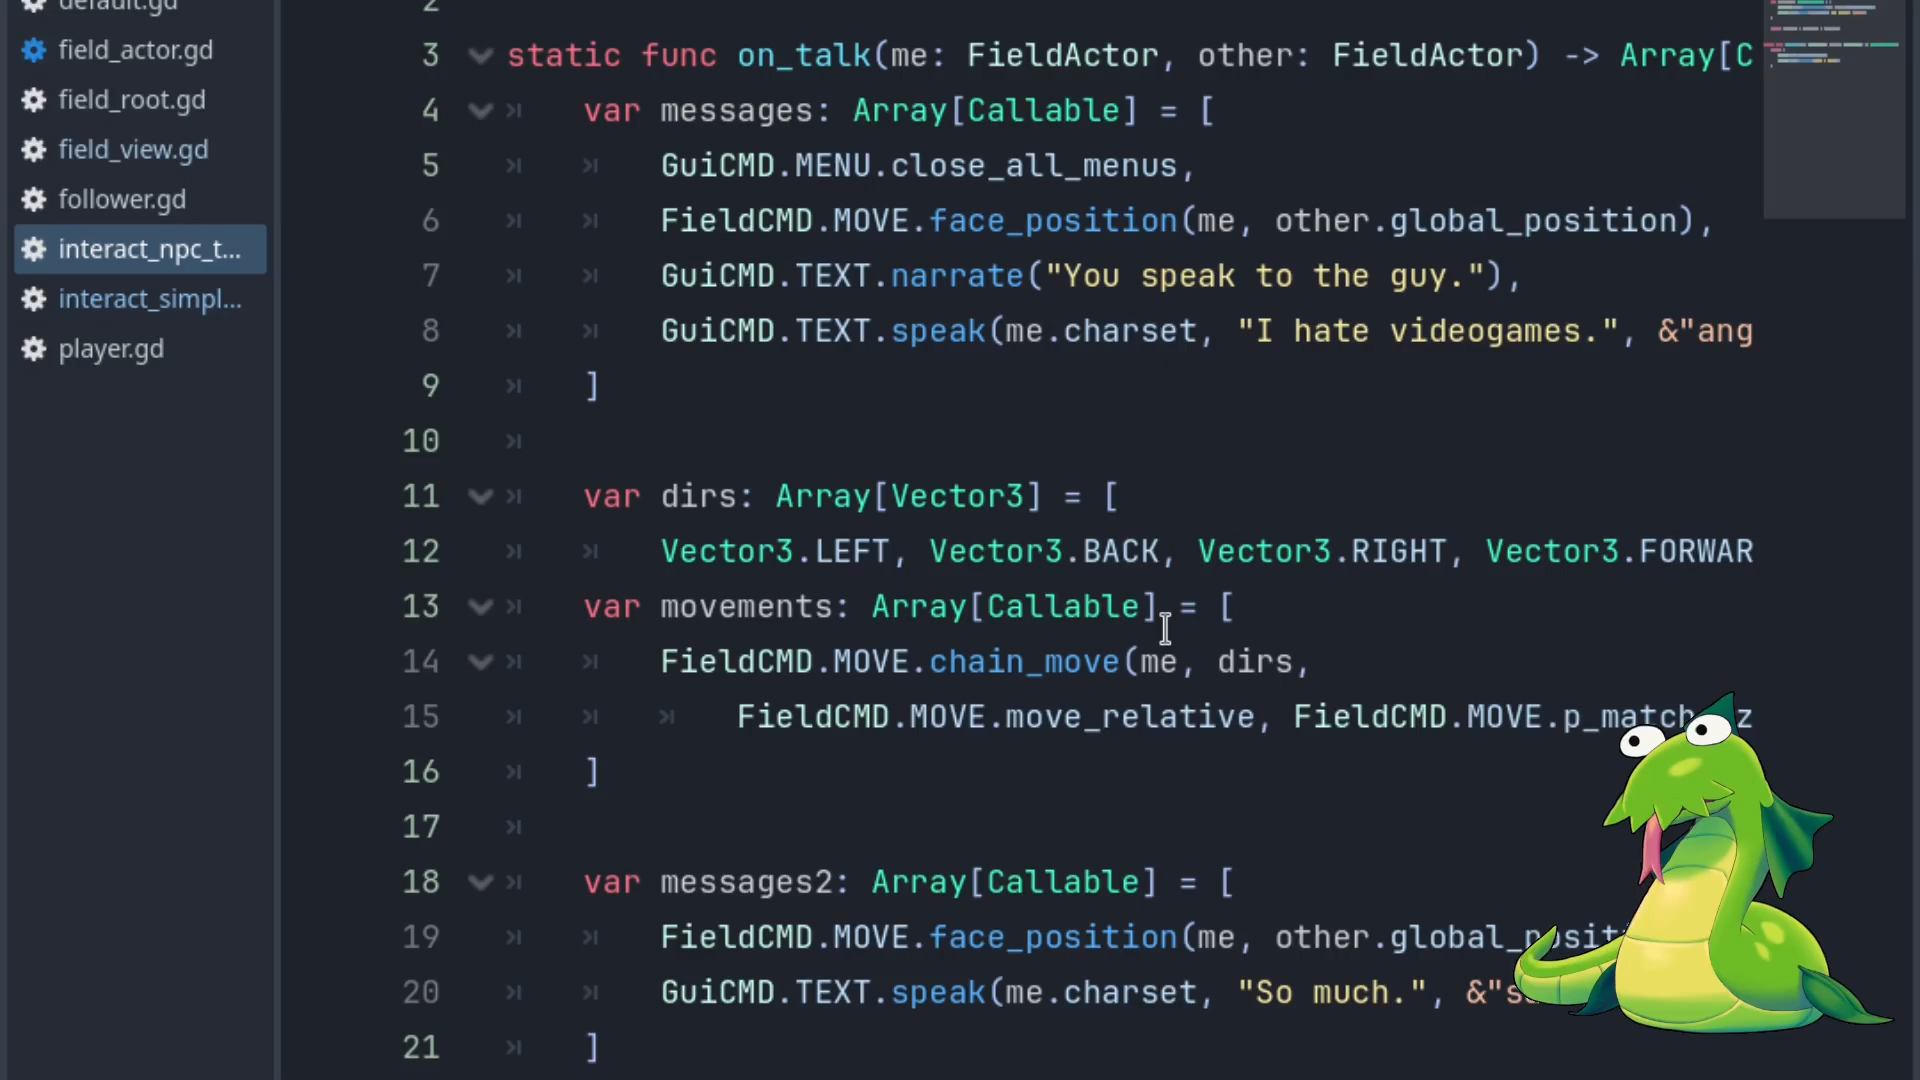 default.gd
field_actor.gd
field_root.gd
field_view.gd
follower.gd
interact_npc_t...
interact_simpl...
player.gd
2
3 static func on_talk(me: FieldActor, other: FieldActor) -> Array[C
4 var messages: Array[Callable] = [
5 GuiCMD.MENU.close_all_menus,
6 FieldCMD.MOVE.face_position(me, other.global_position),
7 GuiCMD.TEXT.narrate("You speak to the guy."),
8 GuiCMD.TEXT.speak(me.charset, "I hate videogames.", &"ang
9 ]
10
11 var dirs: Array[Vector3] = [
12 Vector3.LEFT, Vector3.BACK, Vector3.RIGHT, Vector3.FORWAR
13 var movements: Array[Callable] = [
14 FieldCMD.MOVE.chain_move(me, dirs,
15 FieldCMD.MOVE.move_relative, FieldCMD.MOVE.p_match
16 ]
17
18 var messages2: Array[Callable] = [
19 FieldCMD.MOVE.face_position(me, other.global_posit
20 GuiCMD.TEXT.speak(me.charset, "So much.", &"s
21 ]